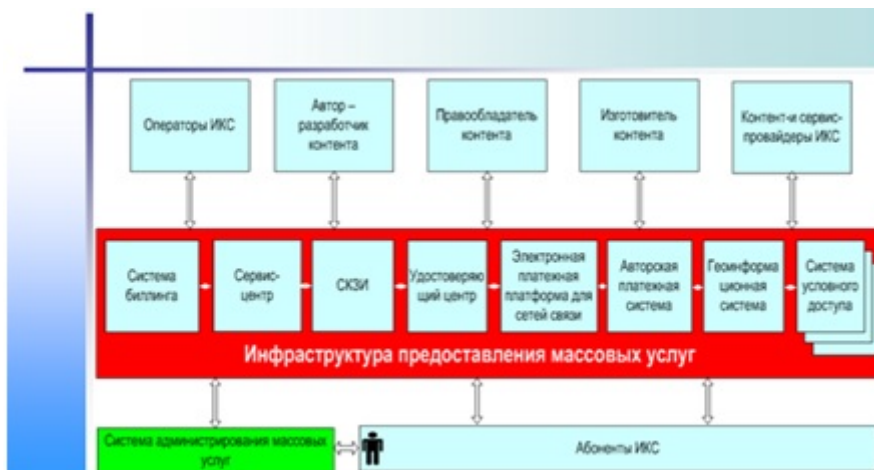 Операторы ИКС
Автор –
разработчик
контента
Правообладатель
контента
Изготовитель
контента
Контент-и сервис-
провайдеры ИКС
Система
биллинга
Сервис-
центр
СКЗИ
Удостоверяю
щий центр
Электронная
платежная
платформа для
сетей связи
Авторская
платежная
система
Геоинформа
ционная
система
Система
условного
доступа
Инфраструктура предоставления массовых услуг
Система администрирования массовых
услуг
Абоненты ИКС